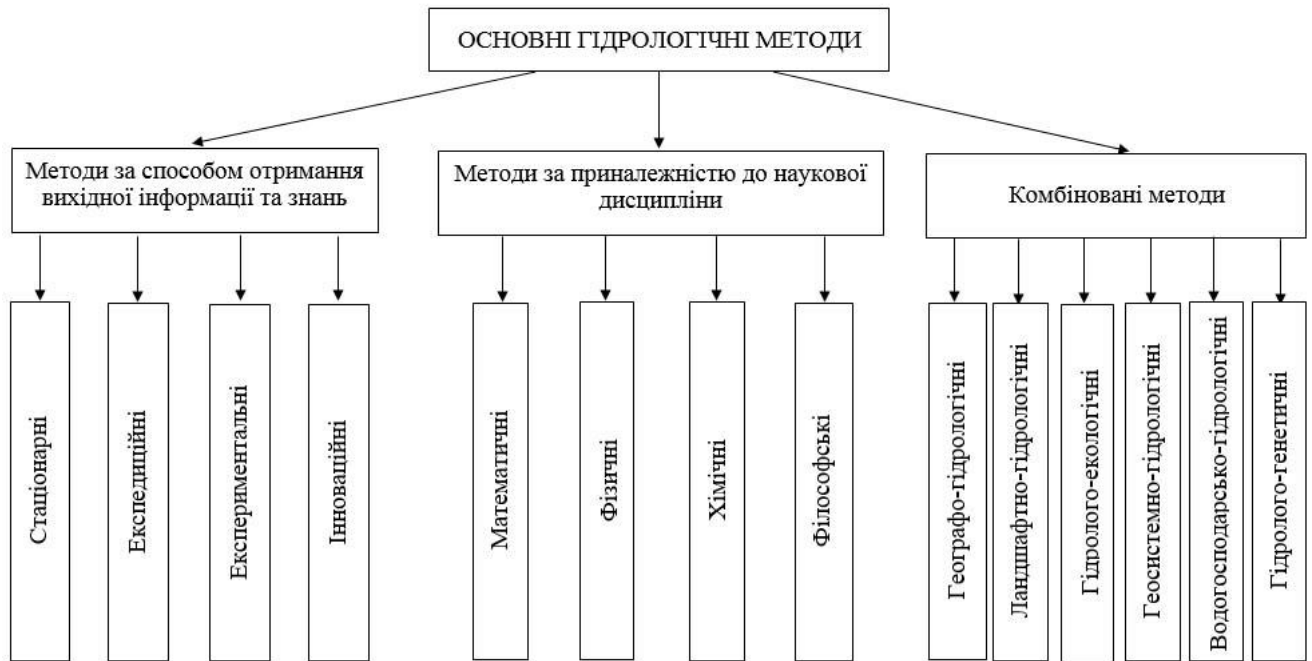 ОСНОВНІ ГІДРОЛОГІЧНІ МЕТОДИ
Методи за способом отримання
вихідної інформації та знань
Методи за приналежністю до наукової
дисципліни
Комбіновані методи
Стаціонарні
Експедиційні
Експериментальні
Інноваційні
Математичні
Фізичні
Хімічні
Філософські
Географо-гідрологічні
Ландшафтно-гідрологічні
Гідролого-екологічні
Геосистемно-гідрологічні
Водогосподарсько-гідрологічні
Гідролого-генетичні